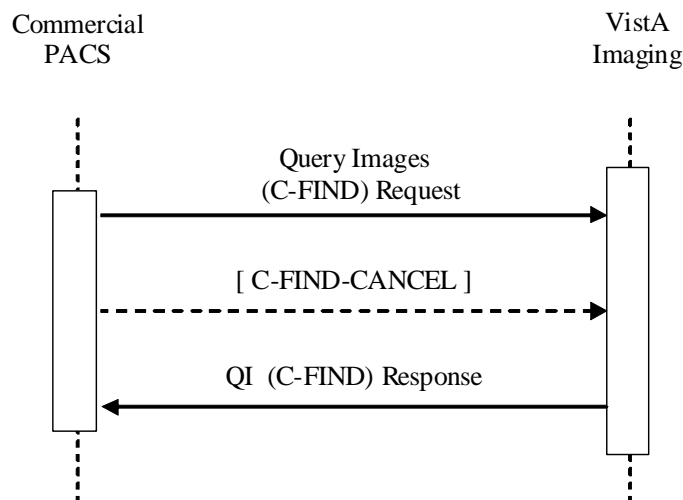 Commercial
PACS
VistA
Imaging
Query Images
(C-FIND) Request
[ C-FIND-CANCEL ]
QI (C-FIND) Response